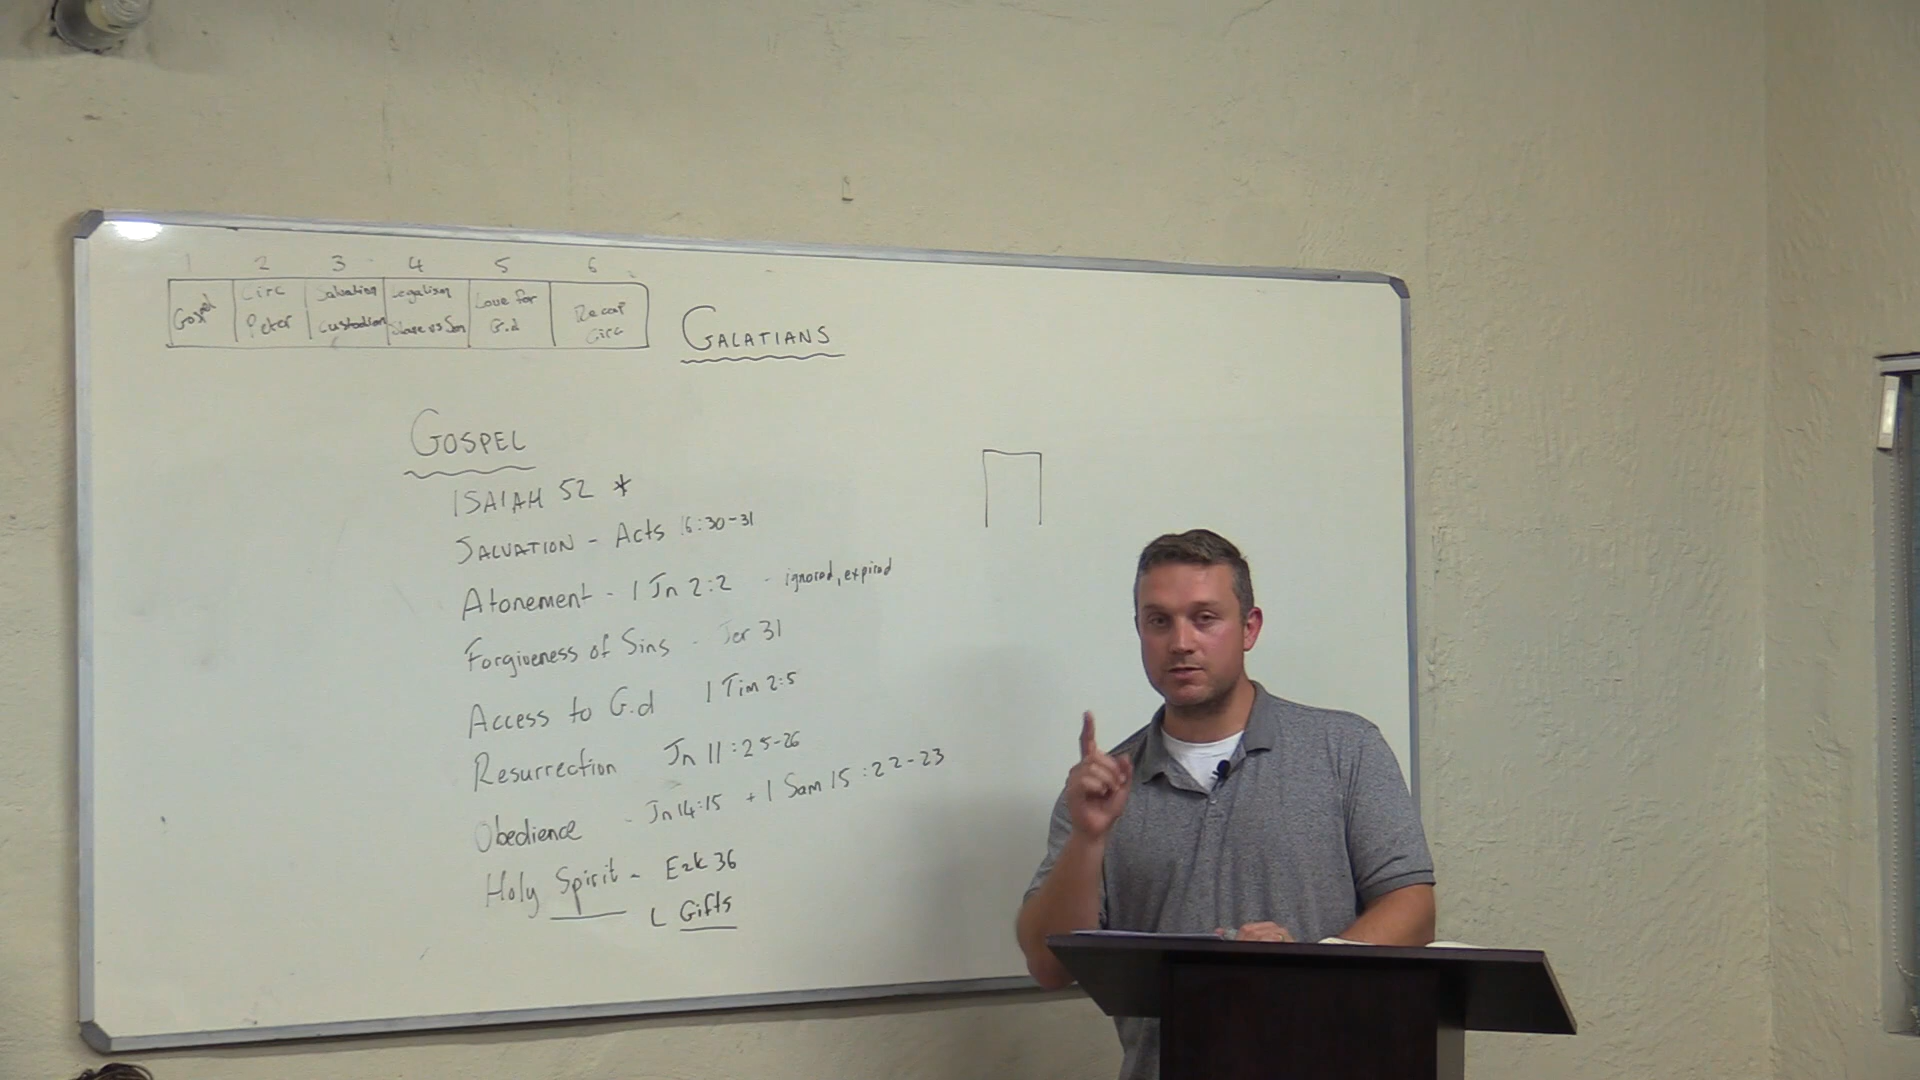 1 2 3 4 5 6
Gospel
Circ
Peter
Salvation
Custodian
Legalism
Slave vs Son
Love for
G.d
Recap
Circ
GALATIANS
GOSPEL
ISAIAH 52 *
SALVATION - Acts 16:30-31
Atonement - 1 Jn 2:2 - ignored, expired
Forgiveness of Sins - Jer 31
Access to G.d 1 Tim 2:5
Resurrection Jn 11:25-26
Obedience - Jn 14:15 + 1 Sam 15:22-23
Holy Spirit - Ezk 36
Gifts